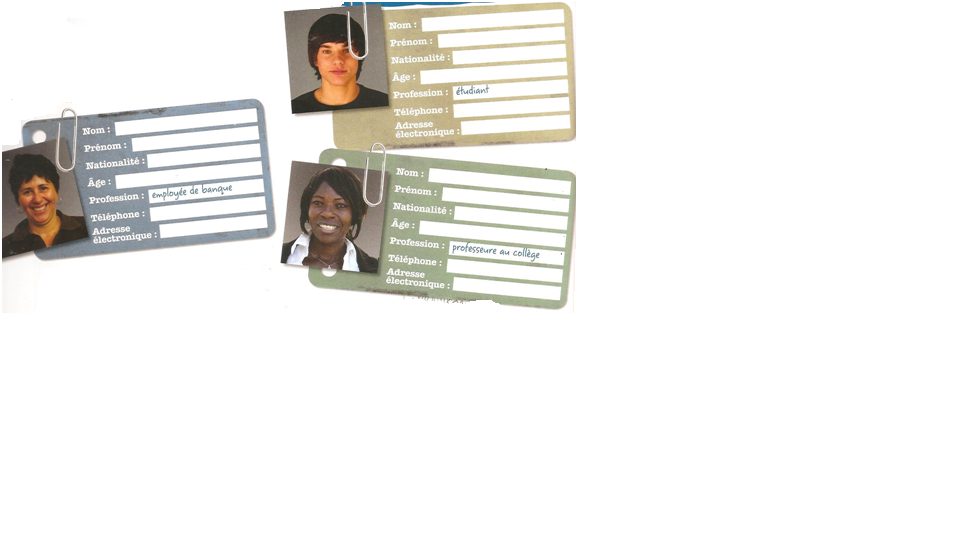 Nom :
Prénom :
Nationalité :
Âge :
Profession : étudiant
Téléphone :
Adresse
électronique :
Nom :
Prénom :
Nationalité :
Âge :
Profession : employée de banque
Téléphone :
Adresse
électronique :
Nom :
Prénom :
Nationalité :
Âge :
Profession : professeure au collège
Téléphone :
Adresse
électronique :